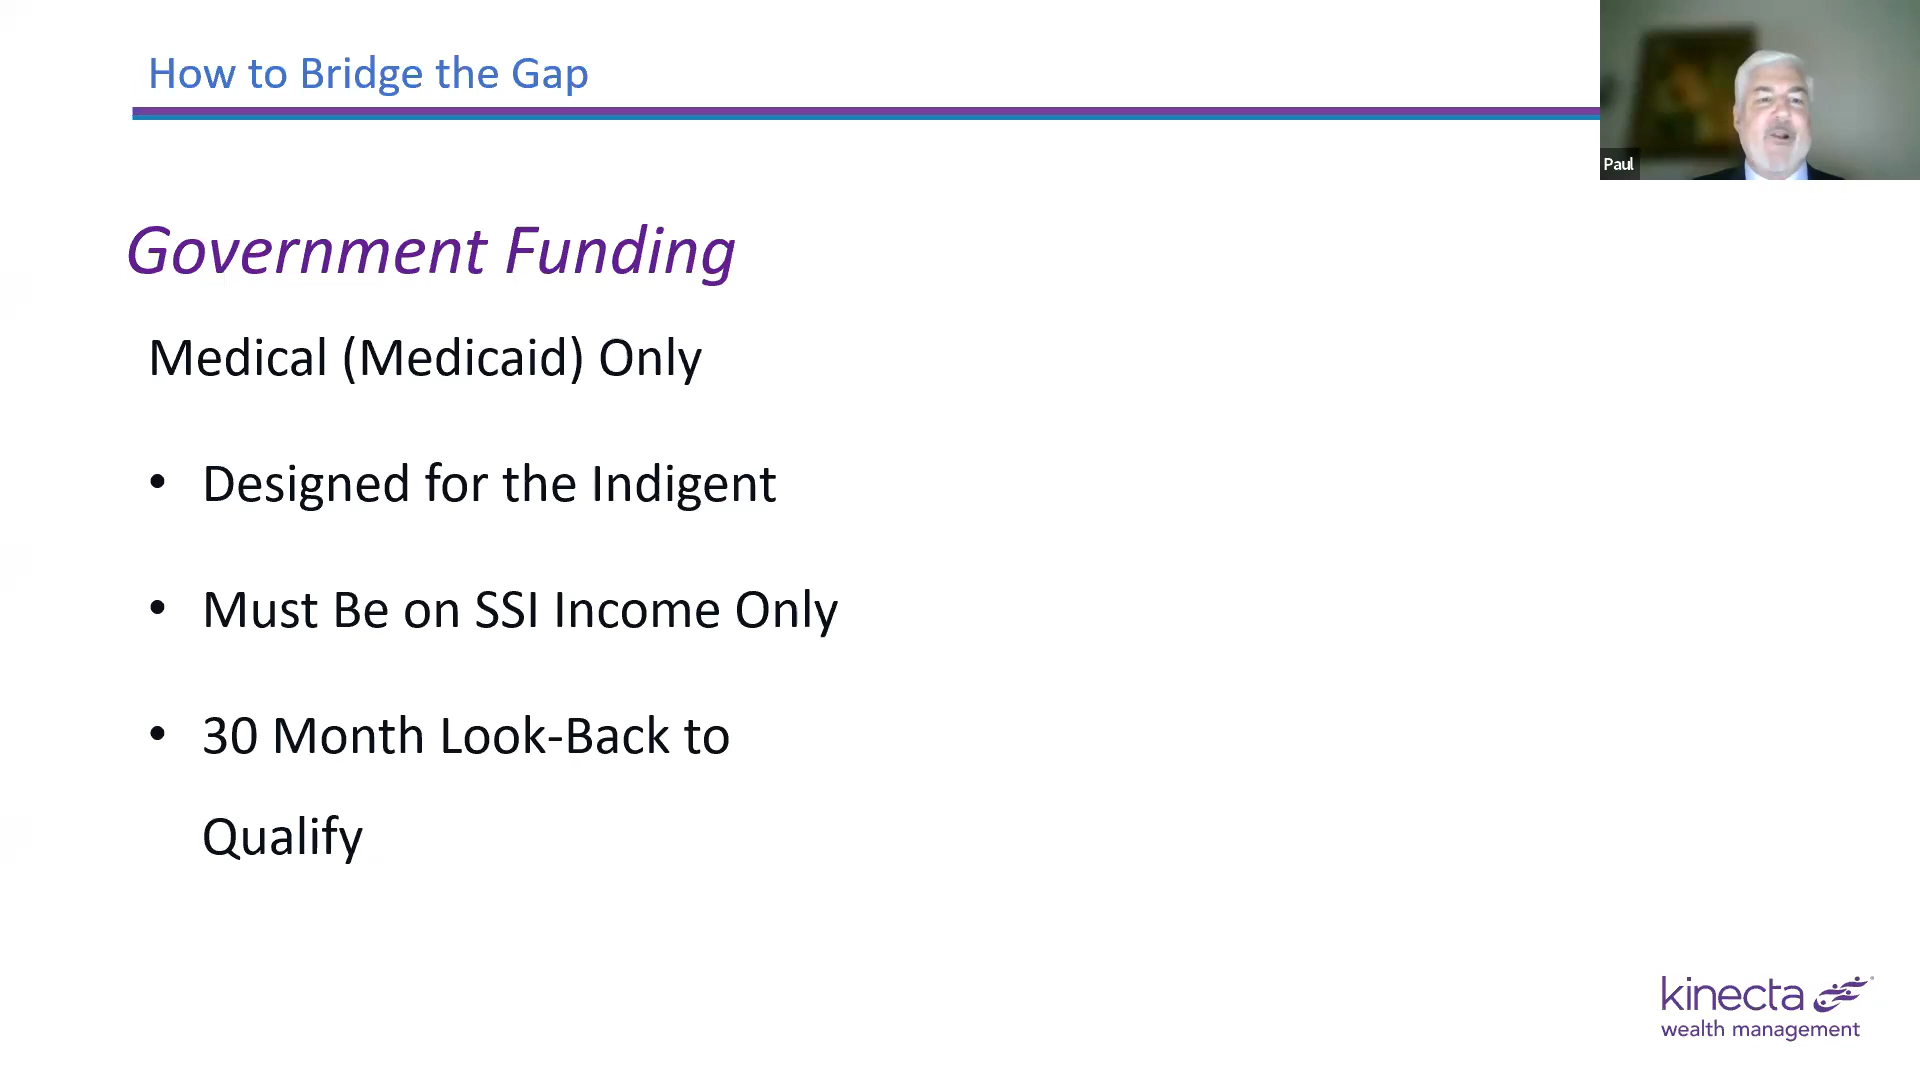 How to Bridge the Gap
Paul
Government Funding
Medical (Medicaid) Only
• Designed for the Indigent
• Must Be on SSI Income Only
• 30 Month Look-Back to
Qualify
kinecta
wealth management